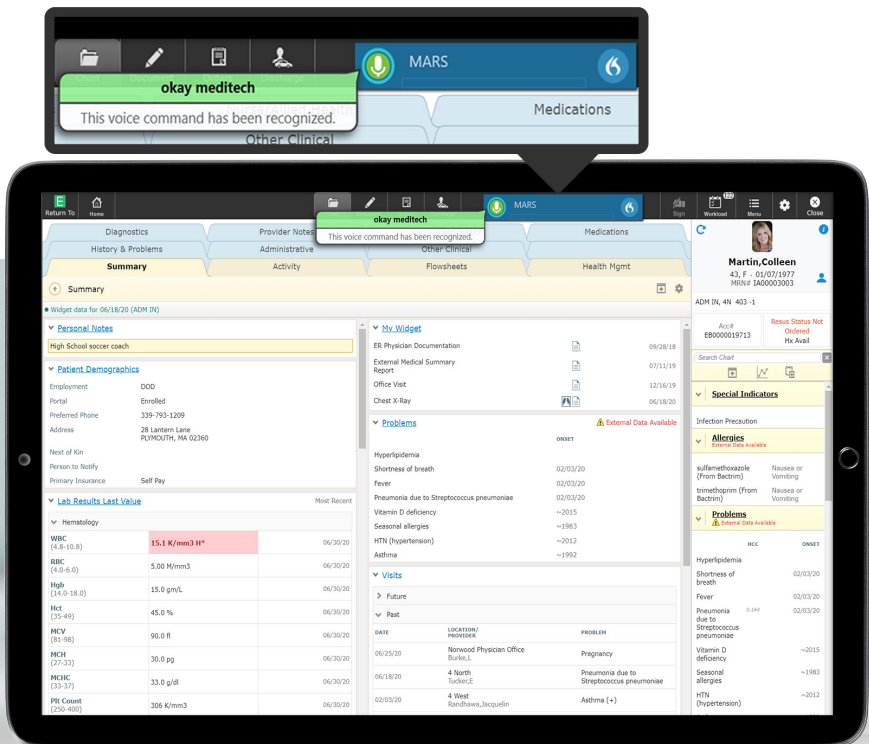 MARS
okay meditech
This voice command has been recognized.
Medications
Other Clinical
Return To
Home
MARS
Sign
Workload
Menu
Close
okay meditech
This voice command has been recognized.
Diagnostics
Provider Notes
Medications
History & Problems
Administrative
Other Clinical
Summary
Activity
Flowsheets
Health Mgmt
Summary
Widget data for 06/18/20 (ADM IN)
Personal Notes
High School soccer coach
Patient Demographics
Employment DOD
Portal Enrolled
Preferred Phone 339-793-1209
Address 28 Lantern Lane
PLYMOUTH, MA 02360
Next of Kin
Person to Notify
Primary Insurance Self Pay
Lab Results Last Value Most Recent
Hematology
WBC
(4.8-10.8) 15.1 K/mm3 H* 06/30/20
RBC
(4.0-6.0) 5.00 M/mm3 06/30/20
Hgb
(14.0-18.0) 15.0 gm/L 06/30/20
Hct
(35-49) 45.0 % 06/30/20
MCV
(81-98) 90.0 fl 06/30/20
MCH
(27-33) 30.0 pg 06/30/20
MCHC
(33-37) 33.0 g/dl 06/30/20
Plt Count
(250-400) 306 K/mm3 06/30/20
My Widget
ER Physician Documentation 09/28/18
External Medical Summary
Report 07/11/19
Office Visit 12/16/19
Chest X-Ray 06/18/20
Problems External Data Available
ONSET
Hyperlipidemia
Shortness of breath 02/03/20
Fever 02/03/20
Pneumonia due to Streptococcus pneumoniae 02/03/20
Vitamin D deficiency ~2015
Seasonal allergies ~1983
HTN (hypertension) ~2012
Asthma ~1992
Visits
Future
Past
DATE LOCATION/ PROVIDER PROBLEM
06/25/20 Norwood Physician Office Pregnancy
Burke,L
06/18/20 4 North Pneumonia due to
Tucker,E Streptococcus pneumoniae
02/03/20 4 West Asthma (+)
Randhawa,Jacquelin
Martin,Colleen
43, F - 01/07/1977
MRN# IA00003003
ADM IN, 4N 403 -1
Acc#
EB0000019713
Resus Status Not
Ordered
Hx Avail
Search Chart
Special Indicators
Infection Precaution
Allergies
External Data Available
sulfamethoxazole Nausea or
(From Bactrim) Vomiting
trimethoprim (From Nausea or
Bactrim) Vomiting
Problems
External Data Available
HCC ONSET
Hyperlipidemia
Shortness of 02/03/20
breath
Fever 02/03/20
Pneumonia 0.164 02/03/20
due to
Streptococcus
pneumoniae
Vitamin D ~2015
deficiency
Seasonal ~1983
allergies
HTN ~2012
(hypertension)